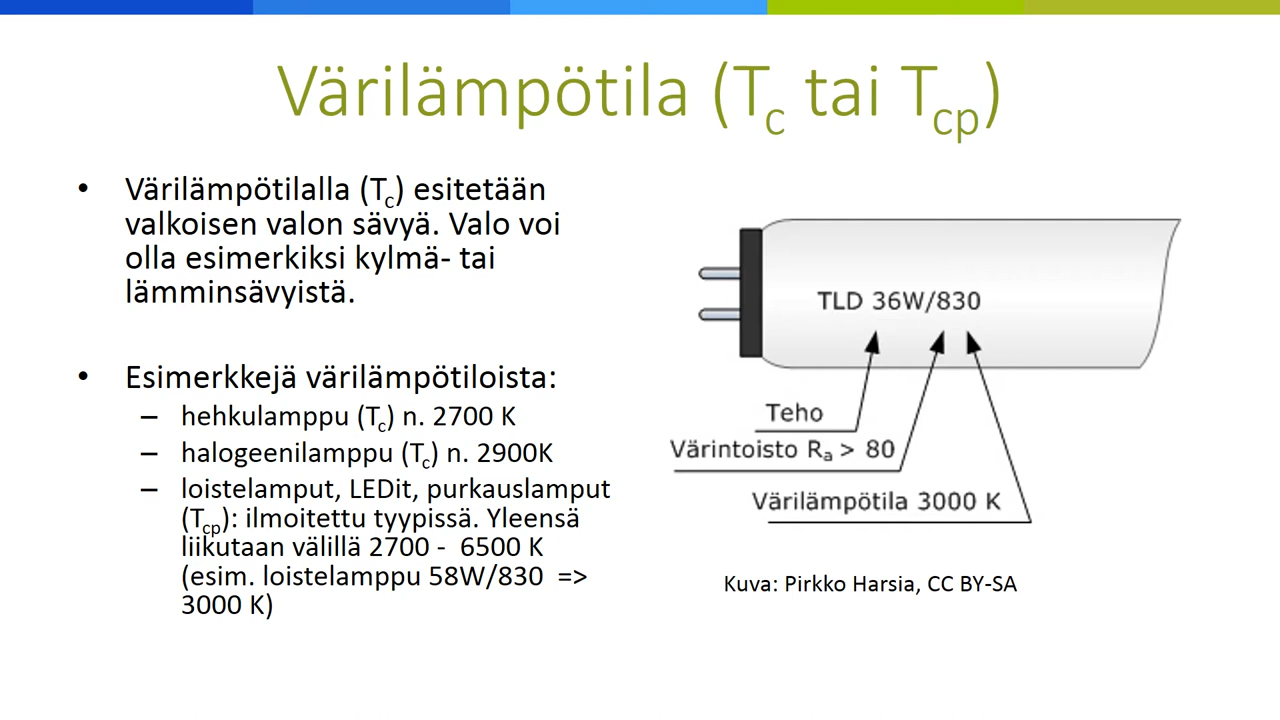 Värilämpötila (Tc tai Tcp)
• Värilämpötilalla (Tc) esitetään
valkoisen valon sävyä. Valo voi
olla esimerkiksi kylmä- tai
lämminsävyistä.
• Esimerkkejä värilämpötiloista:
– hehkulamppu (Tc) n. 2700 K
– halogeenilamppu (Tc) n. 2900K
– loistelamput, LEDit, purkauslamput
(Tcp): ilmoitettu tyypissä. Yleensä
liikutaan välillä 2700 - 6500 K
(esim. loistelamppu 58W/830 =>
3000 K)
TLD 36W/830
Teho
Värintoisto Ra > 80
Värilämpötila 3000 K
Kuva: Pirkko Harsia, CC BY-SA